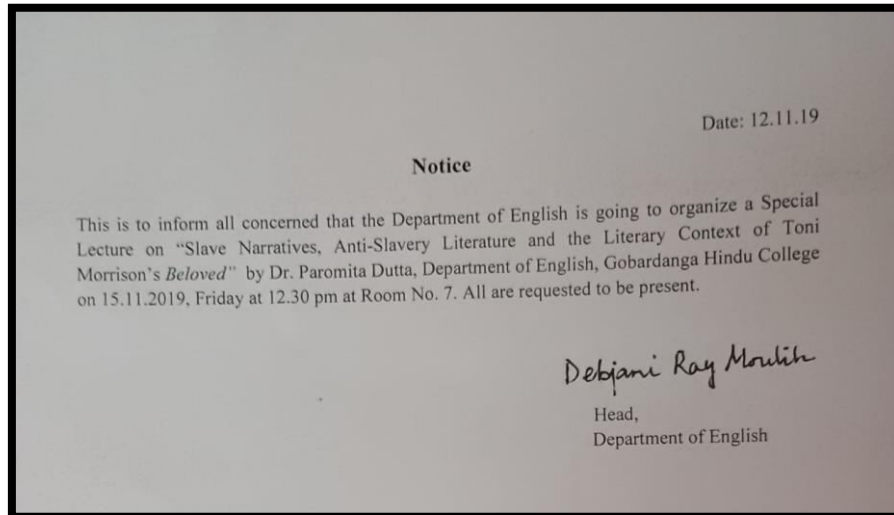 Date: 12.11.19
Notice
This is to inform all concerned that the Department of English is going to organize a Special
Lecture on “Slave Narratives, Anti-Slavery Literature and the Literary Context of Toni
Morrison's Beloved” by Dr. Paromita Dutta, Department of English, Gobardanga Hindu College
on 15.11.2019, Friday at 12.30 pm at Room No. 7. All are requested to be present.
Debjani Ray Moulik
Head,
Department of English